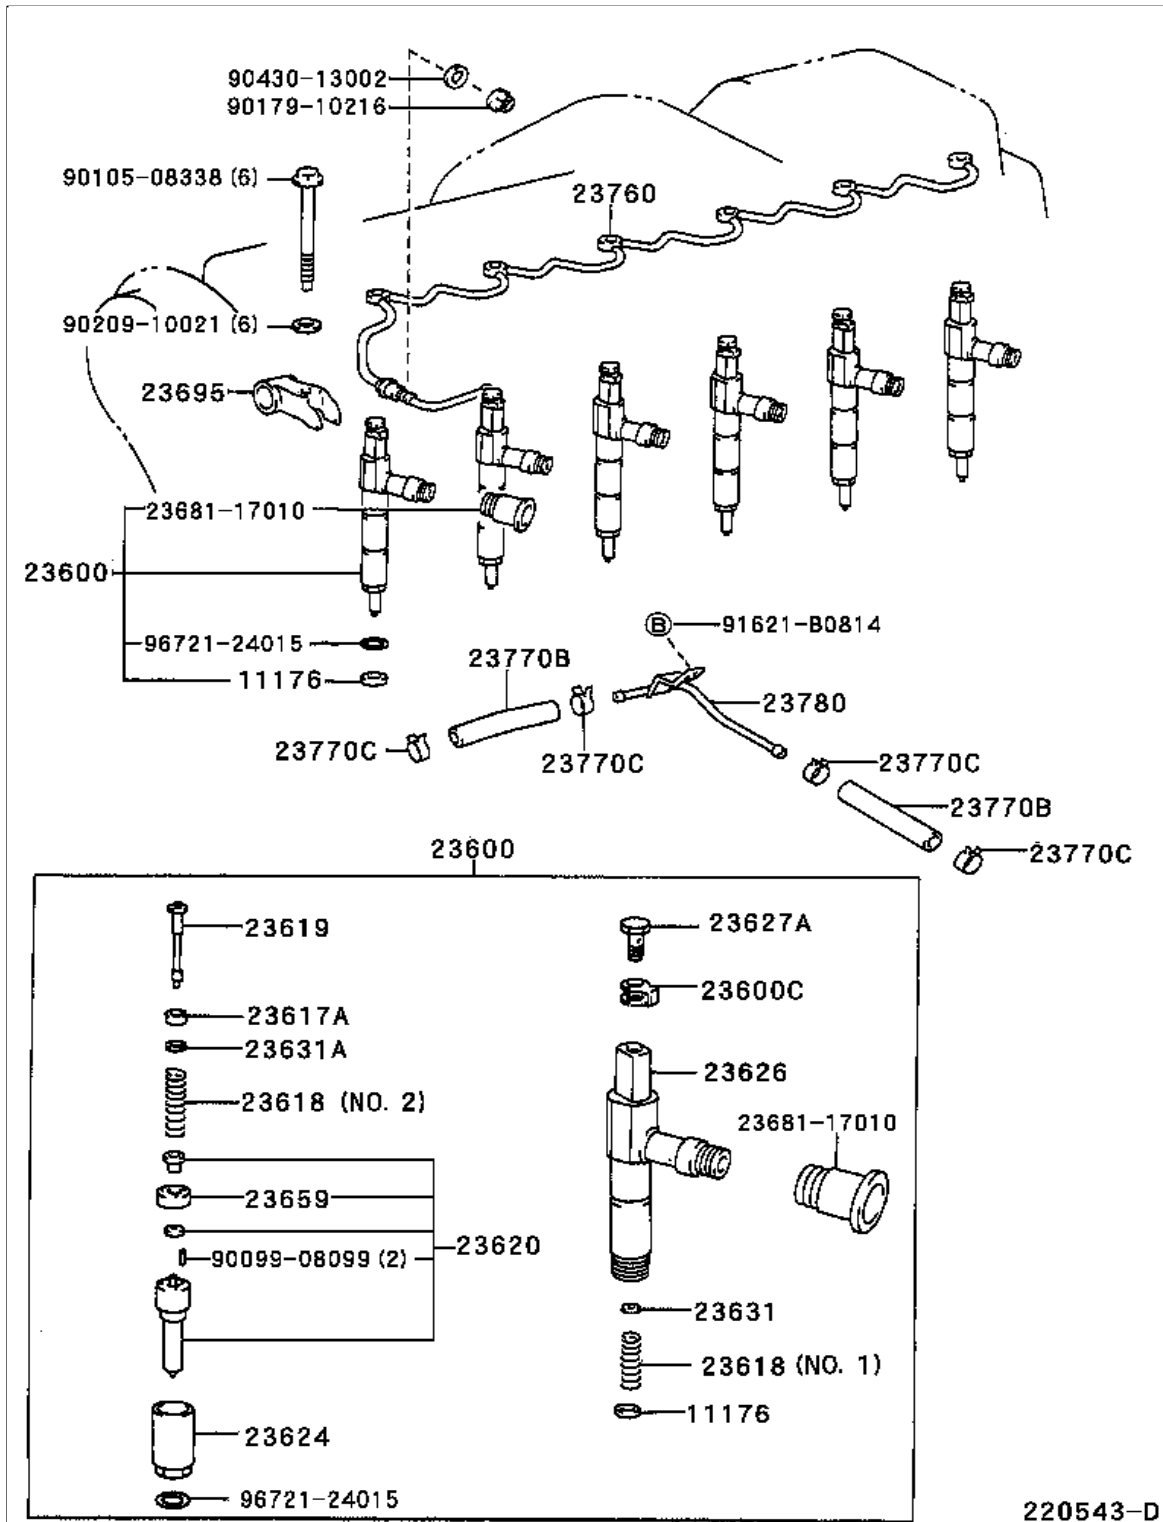 90430-13002
90179-10216
90105-08338 (6)
23760
90209-10021 (6)
23695
23681-17010
23600
96721-24015
11176
B 91621-B0814
23770B
23780
23770C
23770C
23770C
23770B
23770C
23600
23619
23627A
23600C
23617A
23631A
23626
23618 (NO. 2)
23681-17010
23659
23620
90099-08099 (2)
23631
23618 (NO. 1)
11176
23624
96721-24015
220543-D